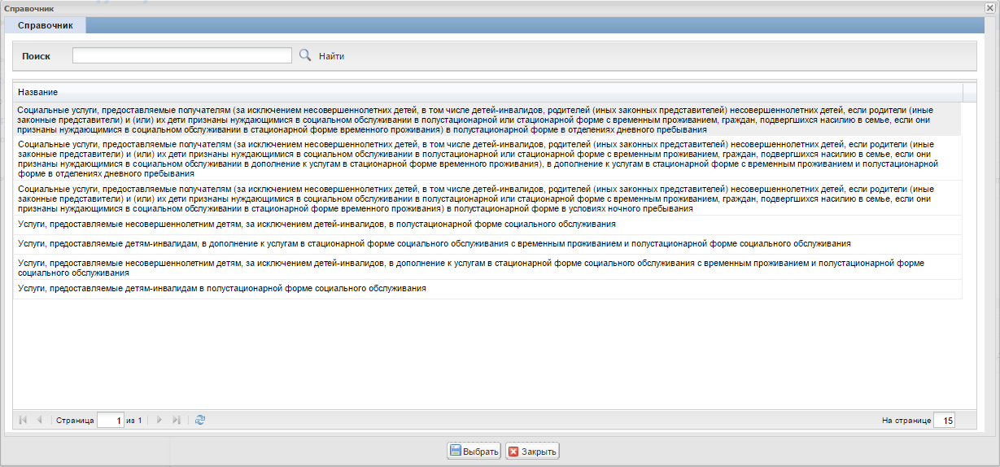 Справочник
Справочник
Поиск
Найти
Название
Социальные услуги, предоставляемые получателям (за исключением несовершеннолетних детей, в том числе детей-инвалидов, родителей (иных законных представителей) несовершеннолетних детей, если родители (иные
законные представители) и (или) их дети признаны нуждающимися в социальном обслуживании в полустационарной или стационарной форме с временным проживанием, граждан, подвергшихся насилию в семье, если они
признаны нуждающимися в социальном обслуживании в стационарной форме временного проживания) в полустационарной форме в отделениях дневного пребывания
Социальные услуги, предоставляемые получателям (за исключением несовершеннолетних детей, в том числе детей-инвалидов, родителей (иных законных представителей) несовершеннолетних детей, если родители (иные
законные представители) и (или) их дети признаны нуждающимися в социальном обслуживании в полустационарной или стационарной форме с временным проживанием, граждан, подвергшихся насилию в семье, если они
признаны нуждающимися в социальном обслуживании в дополнение к услугам в стационарной форме временного проживания), в дополнение к услугам в стационарной форме с временным проживанием и полустационарной
форме в отделениях дневного пребывания
Социальные услуги, предоставляемые получателям (за исключением несовершеннолетних детей, в том числе детей-инвалидов, родителей (иных законных представителей) несовершеннолетних детей, если родители (иные
законные представители) и (или) их дети признаны нуждающимися в социальном обслуживании в полустационарной или стационарной форме с временным проживанием, граждан, подвергшихся насилию в семье, если они
признаны нуждающимися в социальном обслуживании в стационарной форме временного проживания) в полустационарной форме в условиях ночного пребывания
Услуги, предоставляемые несовершеннолетним детям, за исключением детей-инвалидов, в полустационарной форме социального обслуживания
Услуги, предоставляемые детям-инвалидам, в дополнение к услугам в стационарной форме социального обслуживания с временным проживанием и полустационарной форме социального обслуживания
Услуги, предоставляемые несовершеннолетним детям, за исключением детей-инвалидов, в дополнение к услугам в стационарной форме социального обслуживания с временным проживанием и полустационарной форме
социального обслуживания
Услуги, предоставляемые детям-инвалидам в полустационарной форме социального обслуживания
Страница 1 из 1
На странице 15
Выбрать
Закрыть